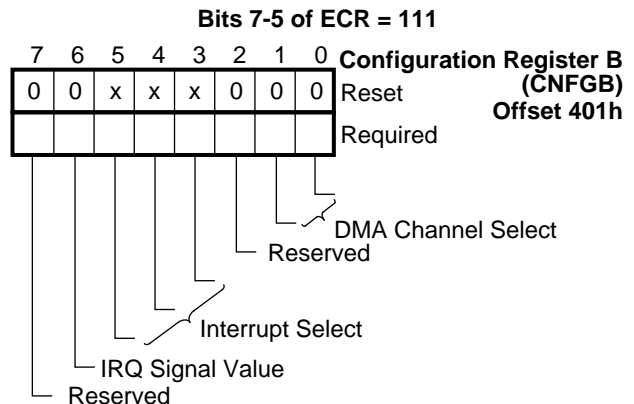 Bits 7-5 of ECR = 111
7 6 5 4 3 2 1 0 Configuration Register B
(CNFGB)
Offset 401h
0 0 x x x 0 0 0 Reset
Required
DMA Channel Select
Reserved
Interrupt Select
IRQ Signal Value
Reserved